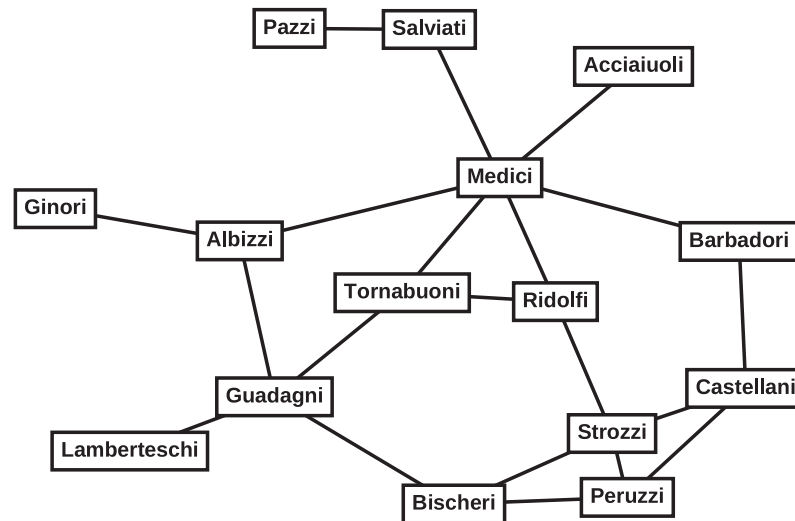 Pazzi
Salviati
Acciaiuoli
Medici
Ginori
Albizzi
Barbadori
Tornabuoni
Ridolfi
Guadagni
Castellani
Strozzi
Lamberteschi
Bischeri
Peruzzi